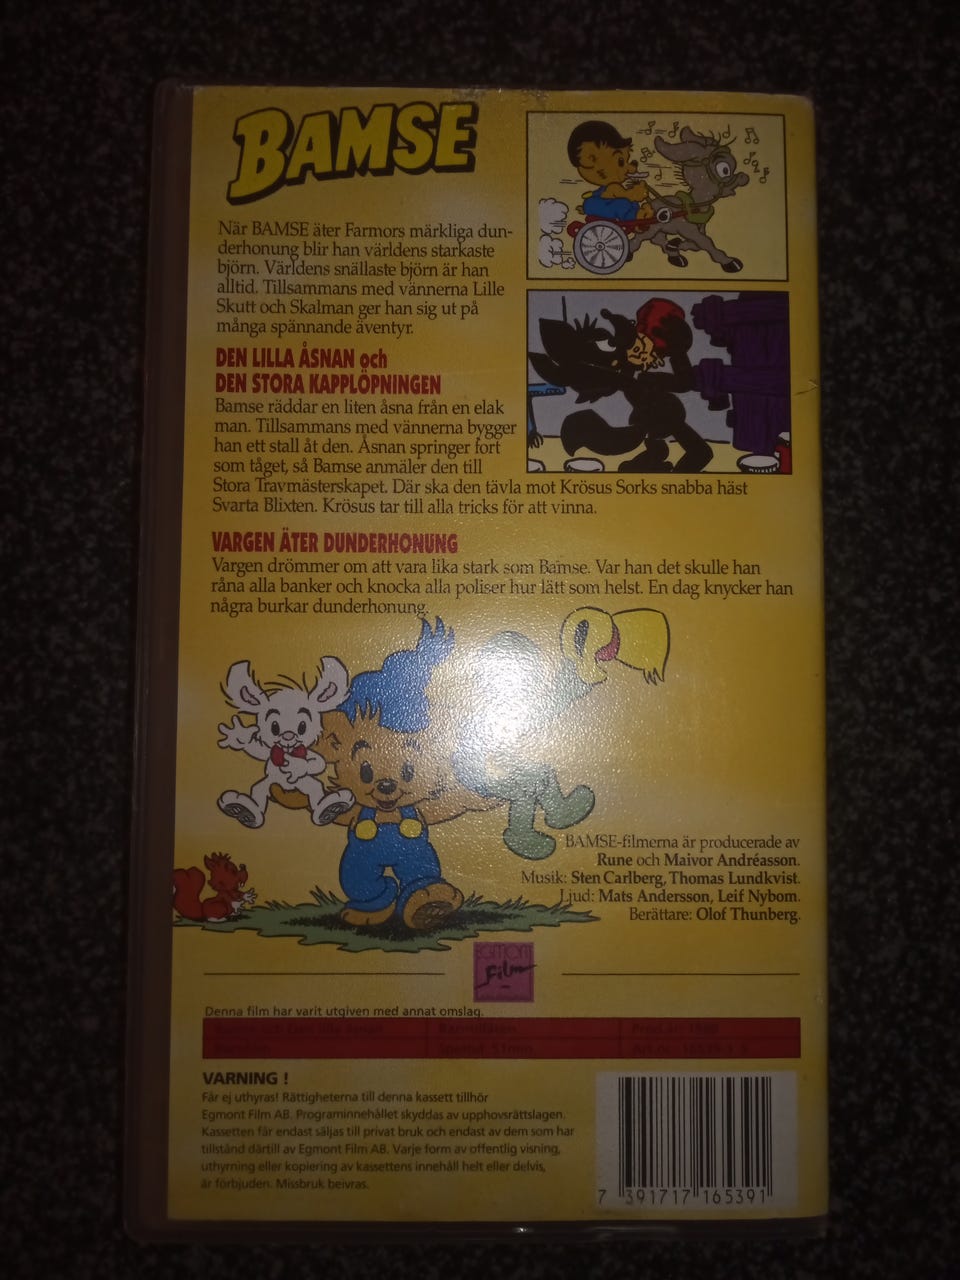 BAMSE
När BAMSE äter Farmors märkliga dun-
derhonung blir han världens starkaste
björn. Världens snällaste björn är han
alltid. Tillsammans med vännerna Lille
Skutt och Skalman ger han sig ut på
många spännande äventyr.
DEN LILLA ÅSNAN och
DEN STORA KAPPLÖPNINGEN
Bamse räddar en liten åsna från en elak
man. Tillsammans med vännerna bygger
han ett stall åt den. Åsnan springer fort
som tåget, så Bamse anmäler den till
Stora Travmästerskapet. Där ska den tävla mot Krösus Sorks snabba häst
Svarta Blixten. Krösus tar till alla tricks för att vinna.
VARGEN ÄTER DUNDERHONUNG
Vargen drömmer om att vara lika stark som Bamse. Var han det skulle han
råna alla banker och knocka alla poliser hur lätt som helst. En dag knycker han
några burkar dunderhonung.
BAMSE-filmerna är producerade av
Rune och Maivor Andréasson.
Musik: Sten Carlberg, Thomas Lundkvist.
Ljud: Mats Andersson, Leif Nybom.
Berättare: Olof Thunberg.
EGMONT
Film
Denna film har varit utgiven med annat omslag.
VARNING !
Får ej uthyras! Rättigheterna till denna kassett tillhör
Egmont Film AB. Programinnehållet skyddas av upphovsrättslagen.
Kassetten får endast säljas till privat bruk och endast av dem som har
tillstånd därtill av Egmont Film AB. Varje form av offentlig visning,
uthyrning eller kopiering av kassettens innehåll helt eller delvis,
är förbjuden. Missbruk beivras.
7 391717 165391